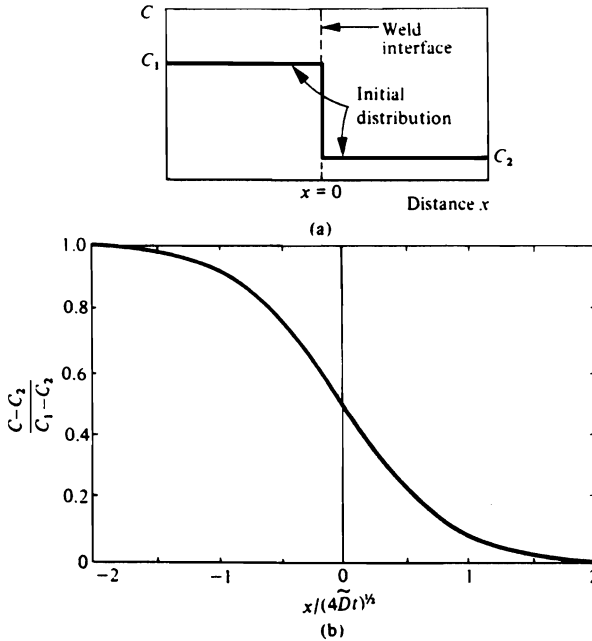 C
Weld
interface
C₁
Initial
distribution
C₂
x = 0
Distance x
(a)
1.0
0.8
0.6
C−C₂
C₁−C₂
0.4
0.2
0
−2
−1
0
1
2
x/(4D̃t)^½
(b)